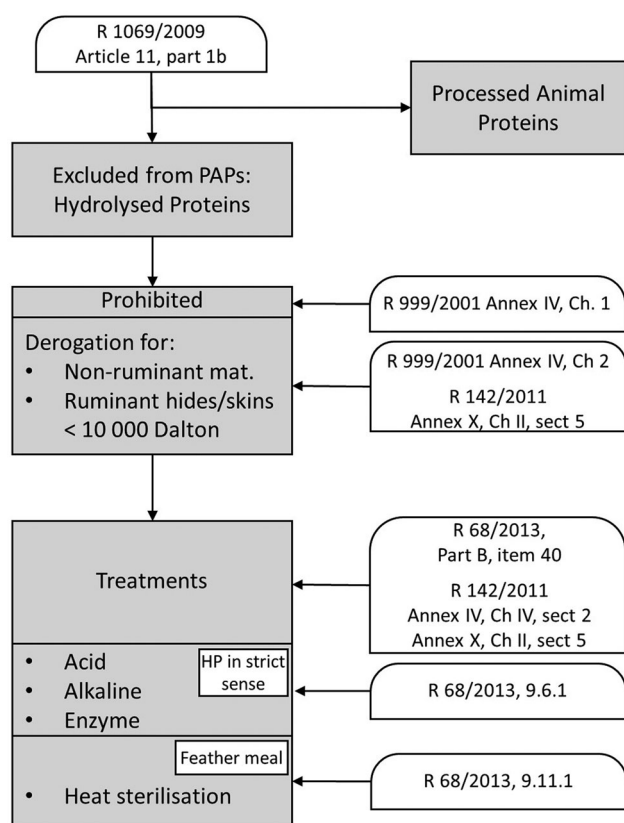 R 1069/2009
Article 11, part 1b
Processed Animal
Proteins
Excluded from PAPs:
Hydrolysed Proteins
Prohibited
R 999/2001 Annex IV, Ch. 1
Derogation for:
• Non-ruminant mat.
• Ruminant hides/skins
< 10 000 Dalton
R 999/2001 Annex IV, Ch 2
R 142/2011
Annex X, Ch II, sect 5
Treatments
R 68/2013,
Part B, item 40
R 142/2011
Annex IV, Ch IV, sect 2
Annex X, Ch II, sect 5
• Acid
• Alkaline
• Enzyme
HP in strict
sense
R 68/2013, 9.6.1
Feather meal
• Heat sterilisation
R 68/2013, 9.11.1